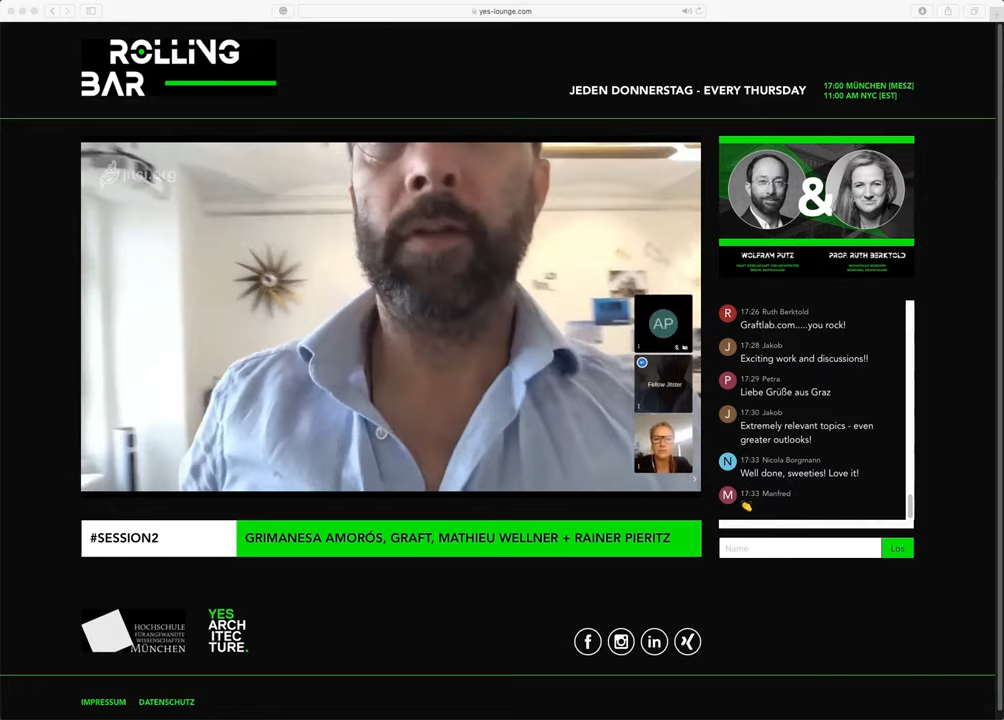 yes-lounge.com
ROLLING
BAR
JEDEN DONNERSTAG - EVERY THURSDAY
17:00 MÜNCHEN [MESZ]
11:00 AM NYC [EST]
jitsi.org
AP
Fellow Jitster
&
WOLFRAM PUTZ
PROF. RUTH BERKTOLD
R
17:26 Ruth Berktold
Graftlab.com.....you rock!
J
17:28 Jakob
Exciting work and discussions!!
P
17:29 Petra
Liebe Grüße aus Graz
J
17:30 Jakob
Extremely relevant topics - even
greater outlooks!
N
17:33 Nicola Borgmann
Well done, sweeties! Love it!
M
17:33 Manfred
👏
Name
Los
#SESSION2
GRIMANESA AMORÓS, GRAFT, MATHIEU WELLNER + RAINER PIERITZ
HOCHSCHULE
FÜR ANGEWANDTE
WISSENSCHAFTEN
MÜNCHEN
YES
ARCH
ITEC
TURE.
f
in
IMPRESSUM
DATENSCHUTZ